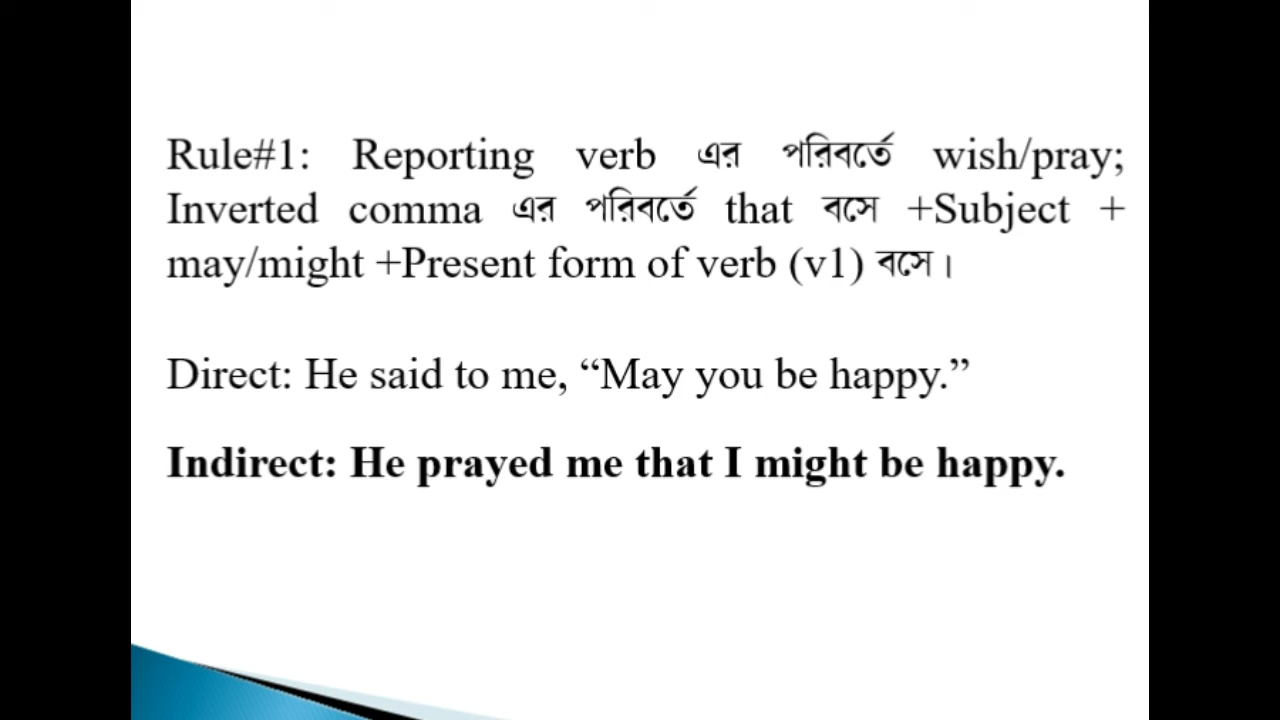 Rule#1: Reporting verb এর পরিবর্তে wish/pray;
Inverted comma এর পরিবর্তে that বসে +Subject +
may/might +Present form of verb (v1) বসে।
Direct: He said to me, “May you be happy.”
Indirect: He prayed me that I might be happy.